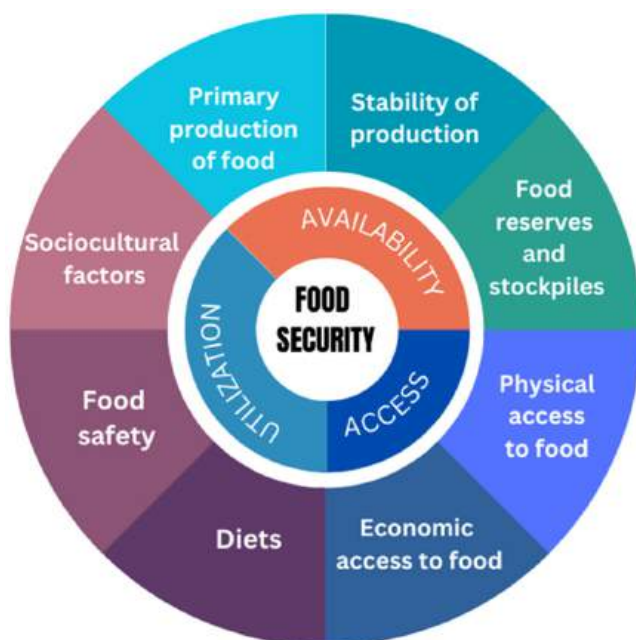 Primary
production
of food
Stability of
production
Food
reserves
and
stockpiles
Physical
access
to food
Economic
access to food
Diets
Food
safety
Sociocultural
factors
AVAILABILITY
ACCESS
UTILIZATION
FOOD
SECURITY